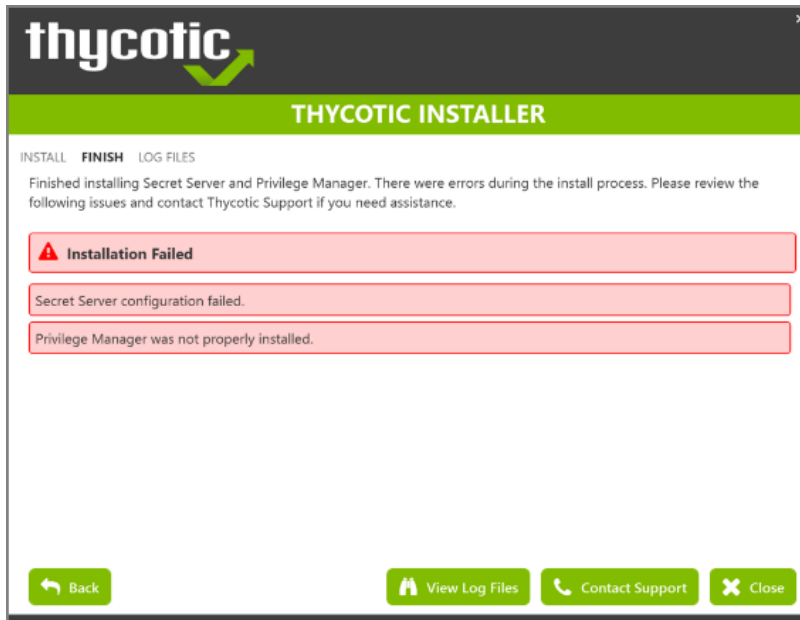 thycotic
THYCOTIC INSTALLER
INSTALL FINISH LOG FILES
Finished installing Secret Server and Privilege Manager. There were errors during the install process. Please review the
following issues and contact Thycotic Support if you need assistance.
Installation Failed
Secret Server configuration failed.
Privilege Manager was not properly installed.
Back View Log Files Contact Support Close